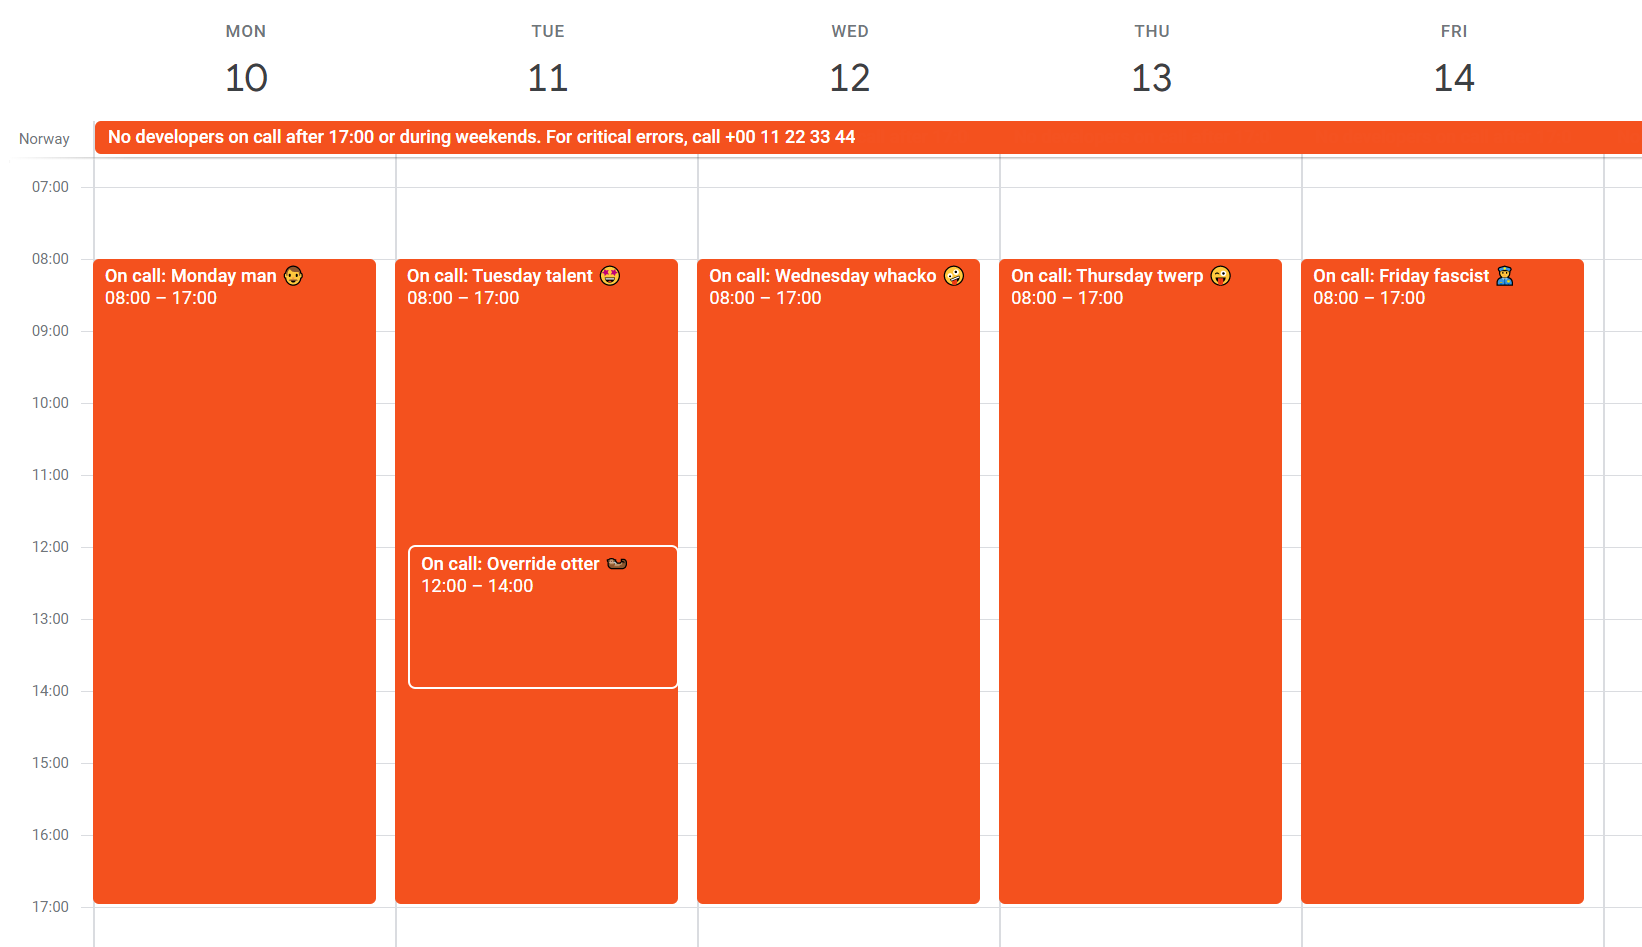 MON
10
TUE
11
WED
12
THU
13
FRI
14
Norway
No developers on call after 17:00 or during weekends. For critical errors, call +00 11 22 33 44
07:00
08:00
On call: Monday man 👨
08:00 – 17:00
On call: Tuesday talent 🤩
08:00 – 17:00
On call: Wednesday whacko 🤪
08:00 – 17:00
On call: Thursday twerp 😜
08:00 – 17:00
On call: Friday fascist 👮
08:00 – 17:00
09:00
10:00
11:00
12:00
On call: Override otter 🦦
12:00 – 14:00
13:00
14:00
15:00
16:00
17:00